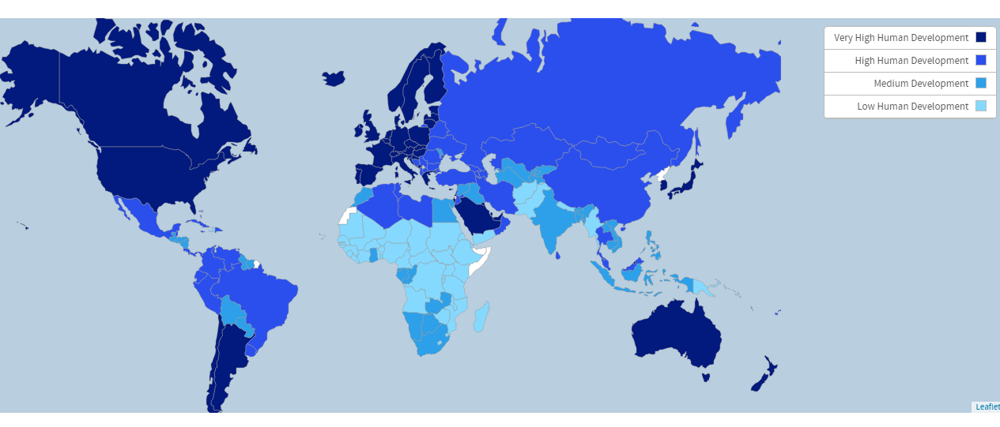 Very High Human Development
High Human Development
Medium Development
Low Human Development
Leaflet